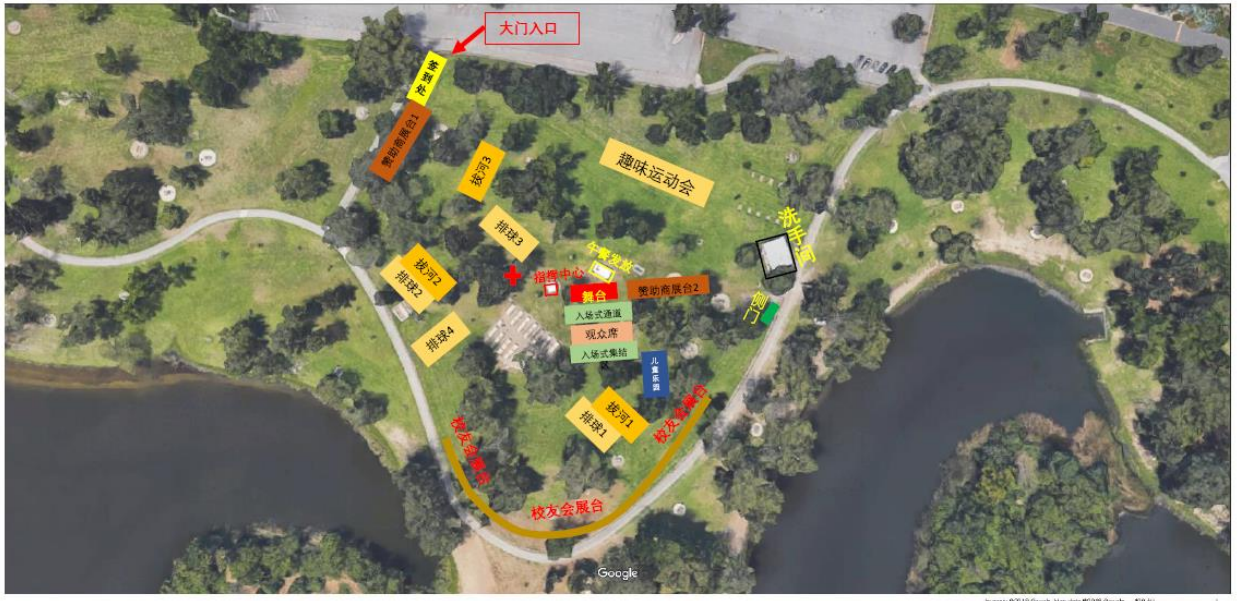 大门入口
签到处
赞助商展台1
拔河3
趣味运动会
排球3
洗手间
午餐发放
指挥中心
拔河2
排球2
舞台
赞助商展台2
入场式通道
侧门
排球4
观众席
入场式集结区
儿童乐园
拔河1
排球1
校友会展台
校友会展台
校友会展台
Google